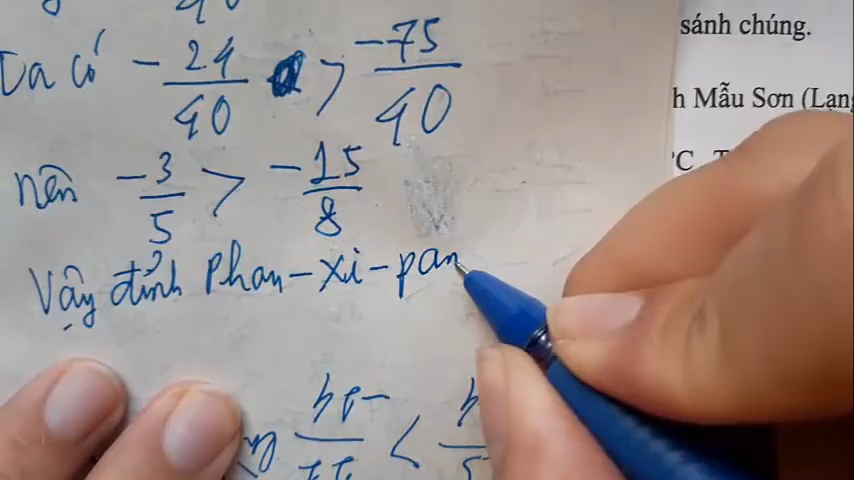 Ta có -24/40 > -75/40
nên -3/5 > -15/8
Vậy đỉnh Phan-xi-pan
sánh chúng.
h Mẫu Sơn (Lạng